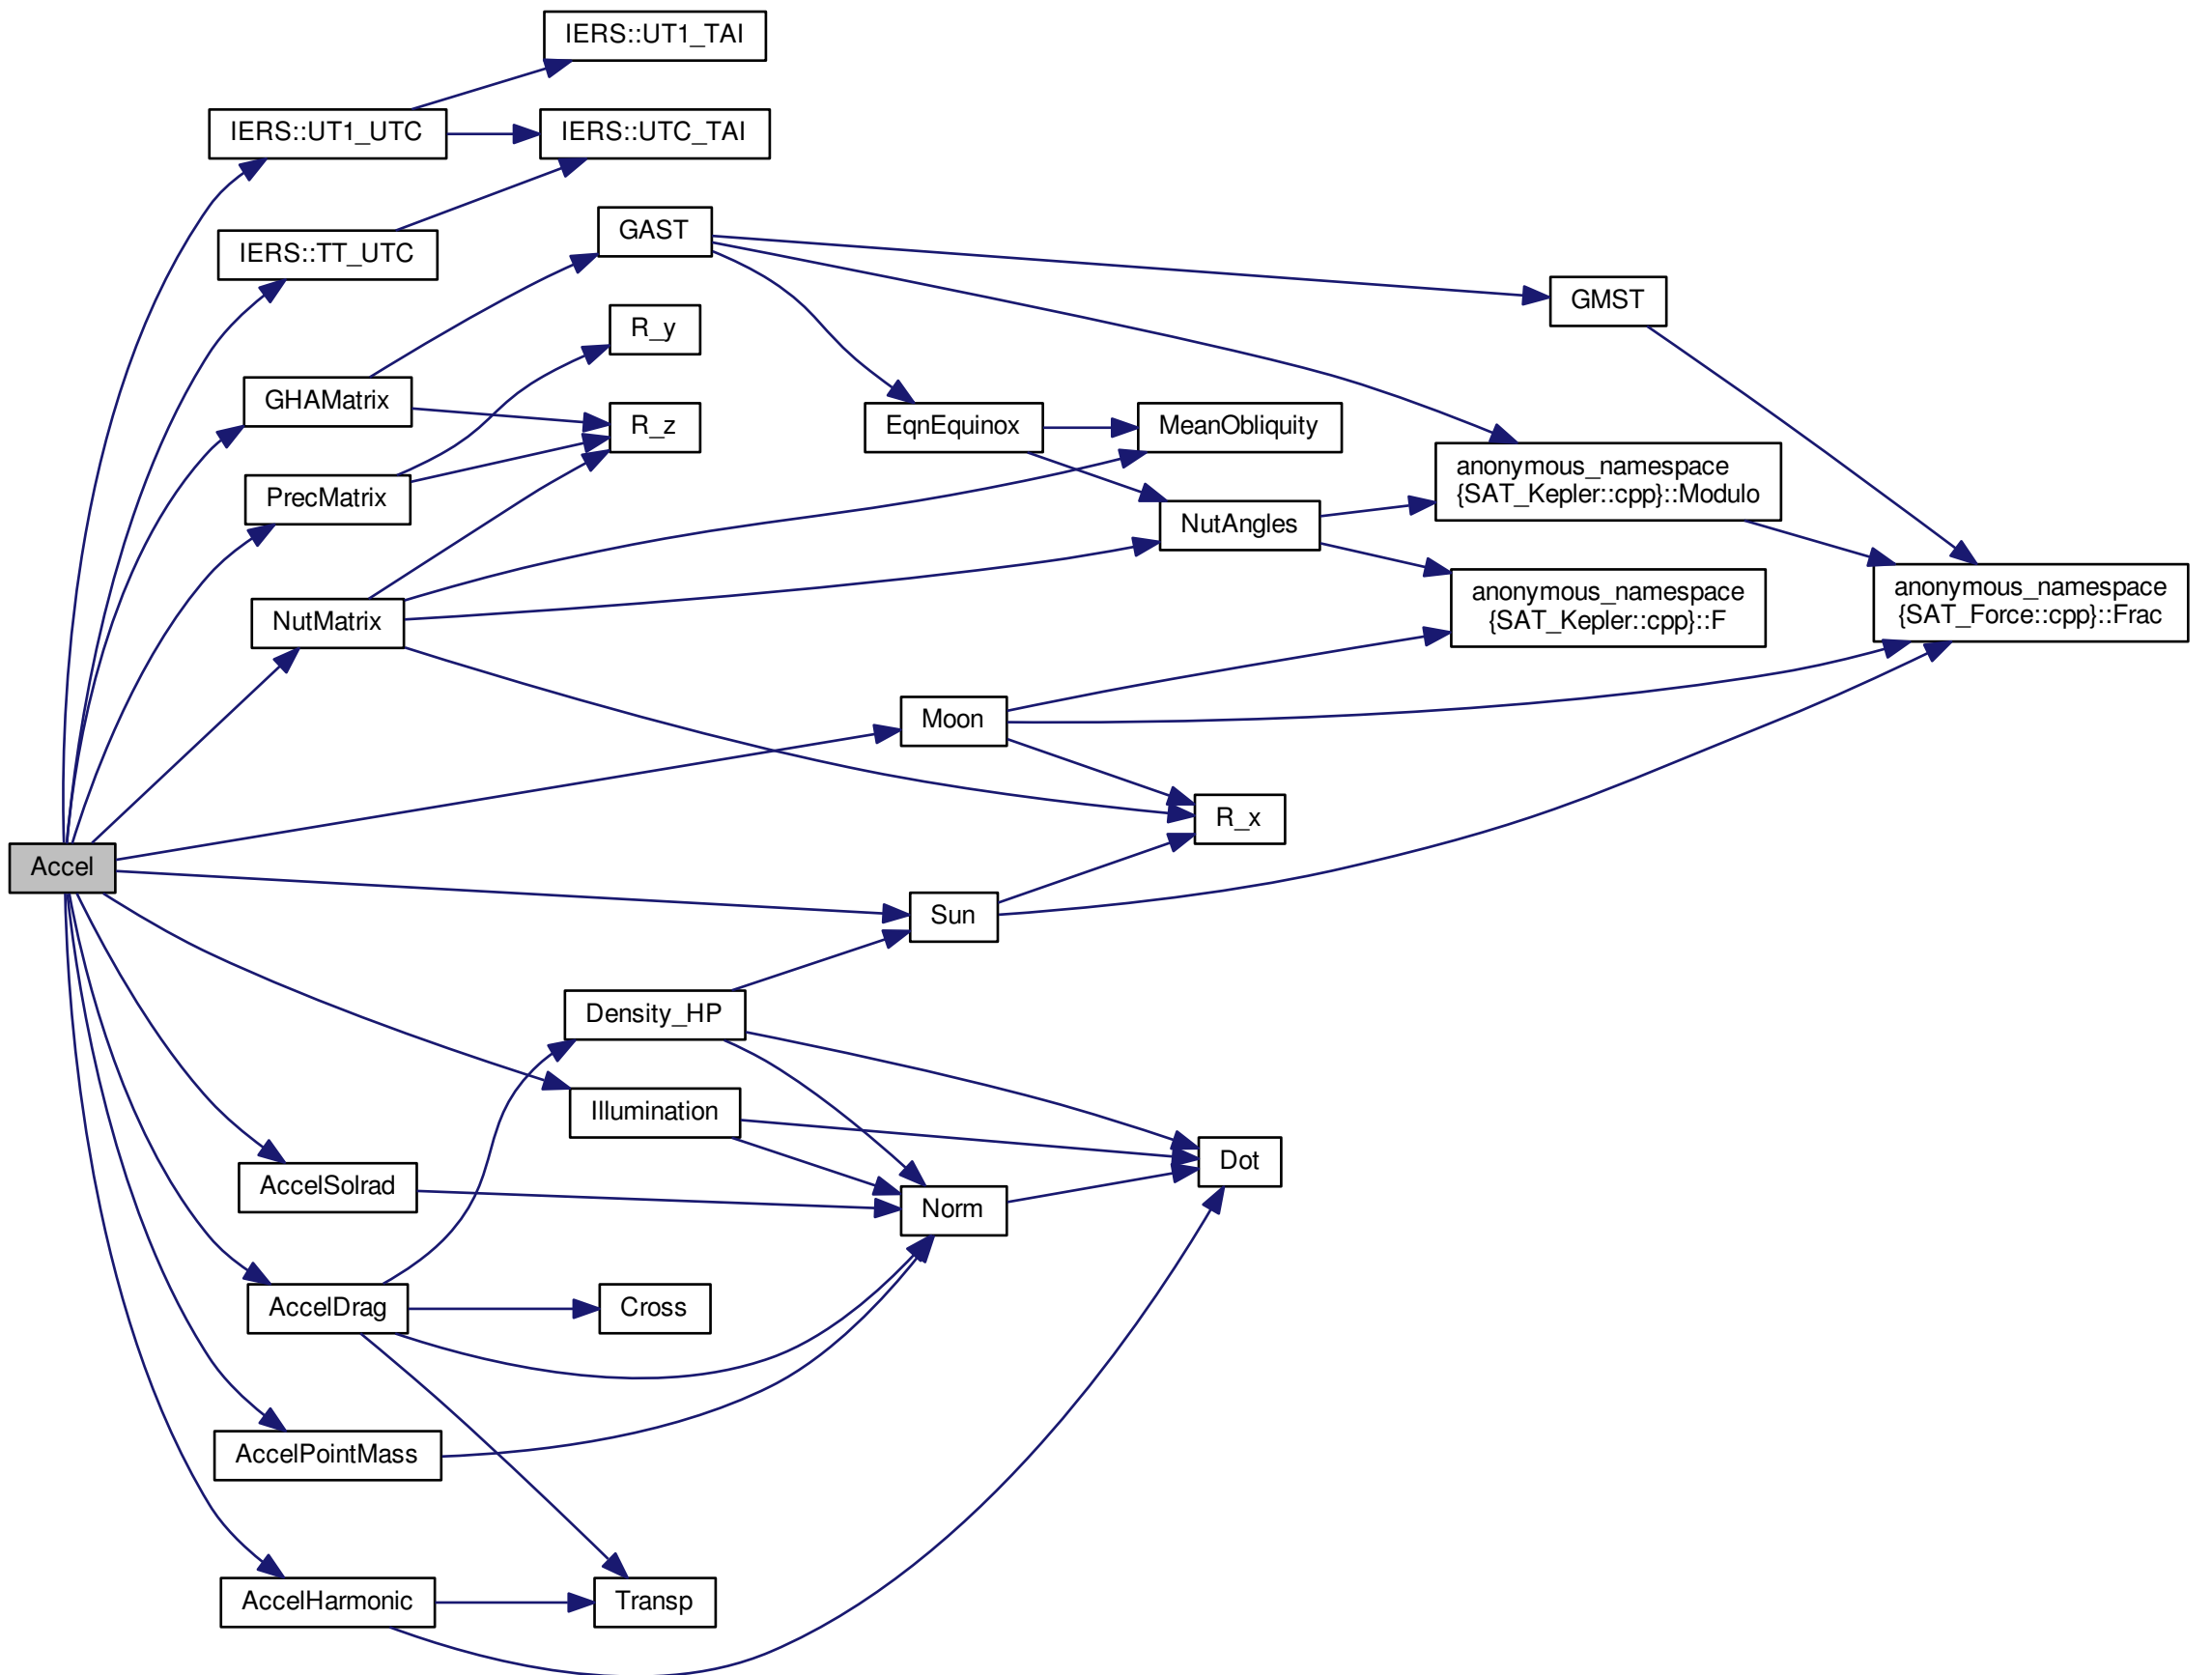 IERS::UT1_TAI
IERS::UT1_UTC
IERS::UTC_TAI
GAST
IERS::TT_UTC
GMST
R_y
GHAMatrix
R_z
EqnEquinox
MeanObliquity
anonymous_namespace
{SAT_Kepler::cpp}::Modulo
PrecMatrix
NutAngles
anonymous_namespace
{SAT_Kepler::cpp}::F
anonymous_namespace
{SAT_Force::cpp}::Frac
NutMatrix
Moon
R_x
Accel
Sun
Density_HP
Illumination
Dot
AccelSolrad
Norm
AccelDrag
Cross
AccelPointMass
AccelHarmonic
Transp